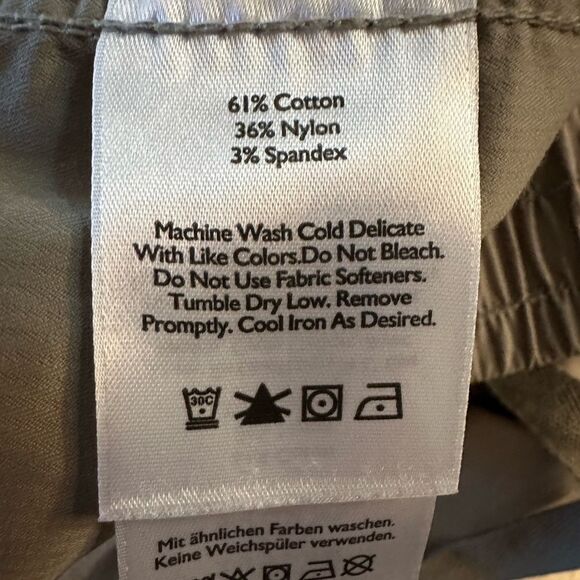 61% Cotton
36% Nylon
3% Spandex
Machine Wash Cold Delicate
With Like Colors.Do Not Bleach.
Do Not Use Fabric Softeners.
Tumble Dry Low. Remove
Promptly. Cool Iron As Desired.
30C
Mit ähnlichen Farben waschen.
Keine Weichspüler verwenden.